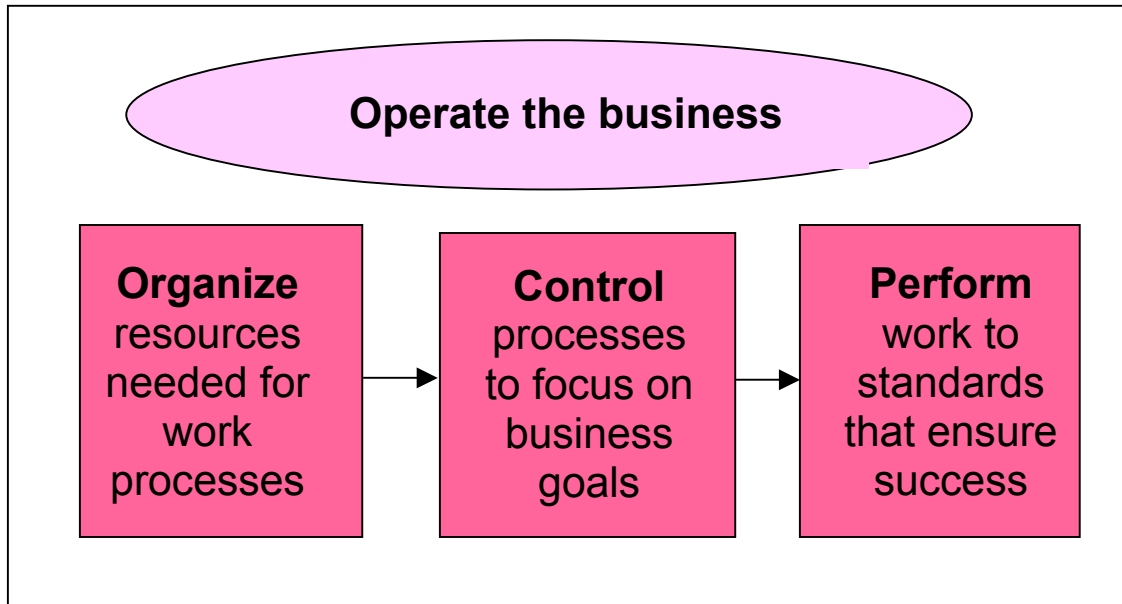 Operate the business
Organize
resources
needed for
work
processes
Control
processes
to focus on
business
goals
Perform
work to
standards
that ensure
success